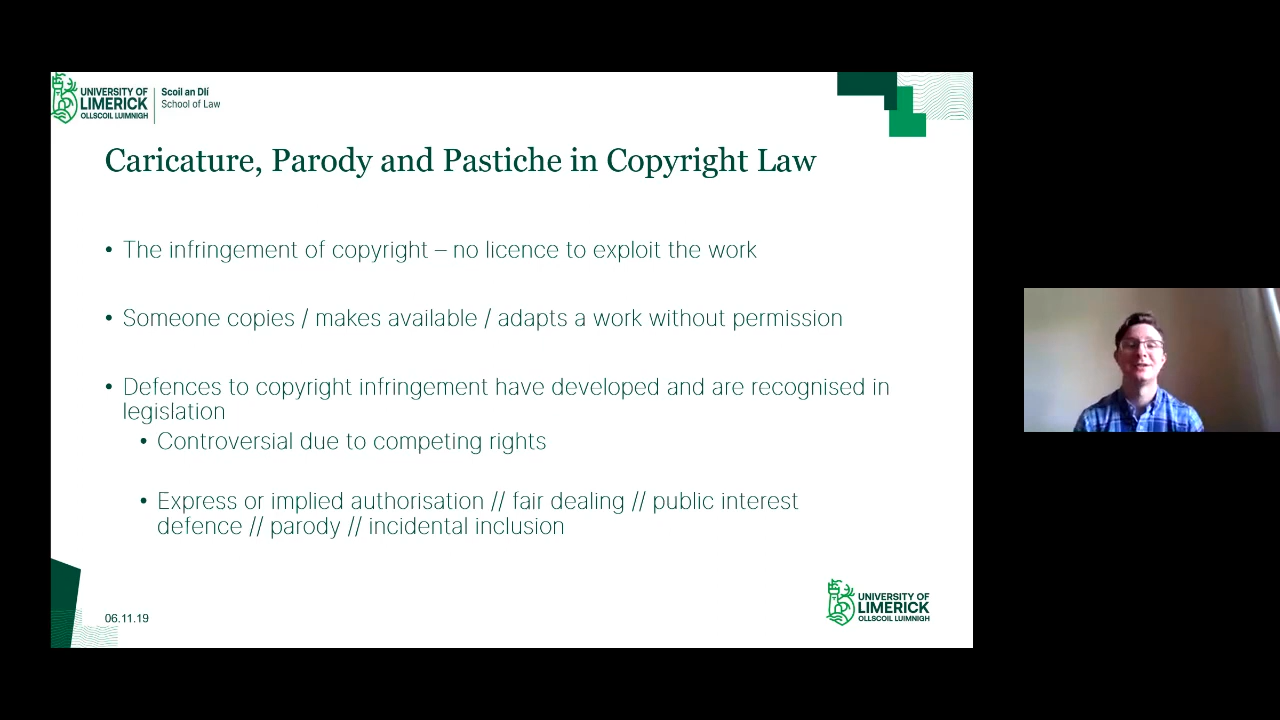 UNIVERSITY OF
LIMERICK
OLLSCOIL LUIMNIGH
Scoil an Dlí
School of Law
Caricature, Parody and Pastiche in Copyright Law
• The infringement of copyright – no licence to exploit the work
• Someone copies / makes available / adapts a work without permission
• Defences to copyright infringement have developed and are recognised in
legislation
• Controversial due to competing rights
• Express or implied authorisation // fair dealing // public interest
defence // parody // incidental inclusion
06.11.19
UNIVERSITY OF
LIMERICK
OLLSCOIL LUIMNIGH